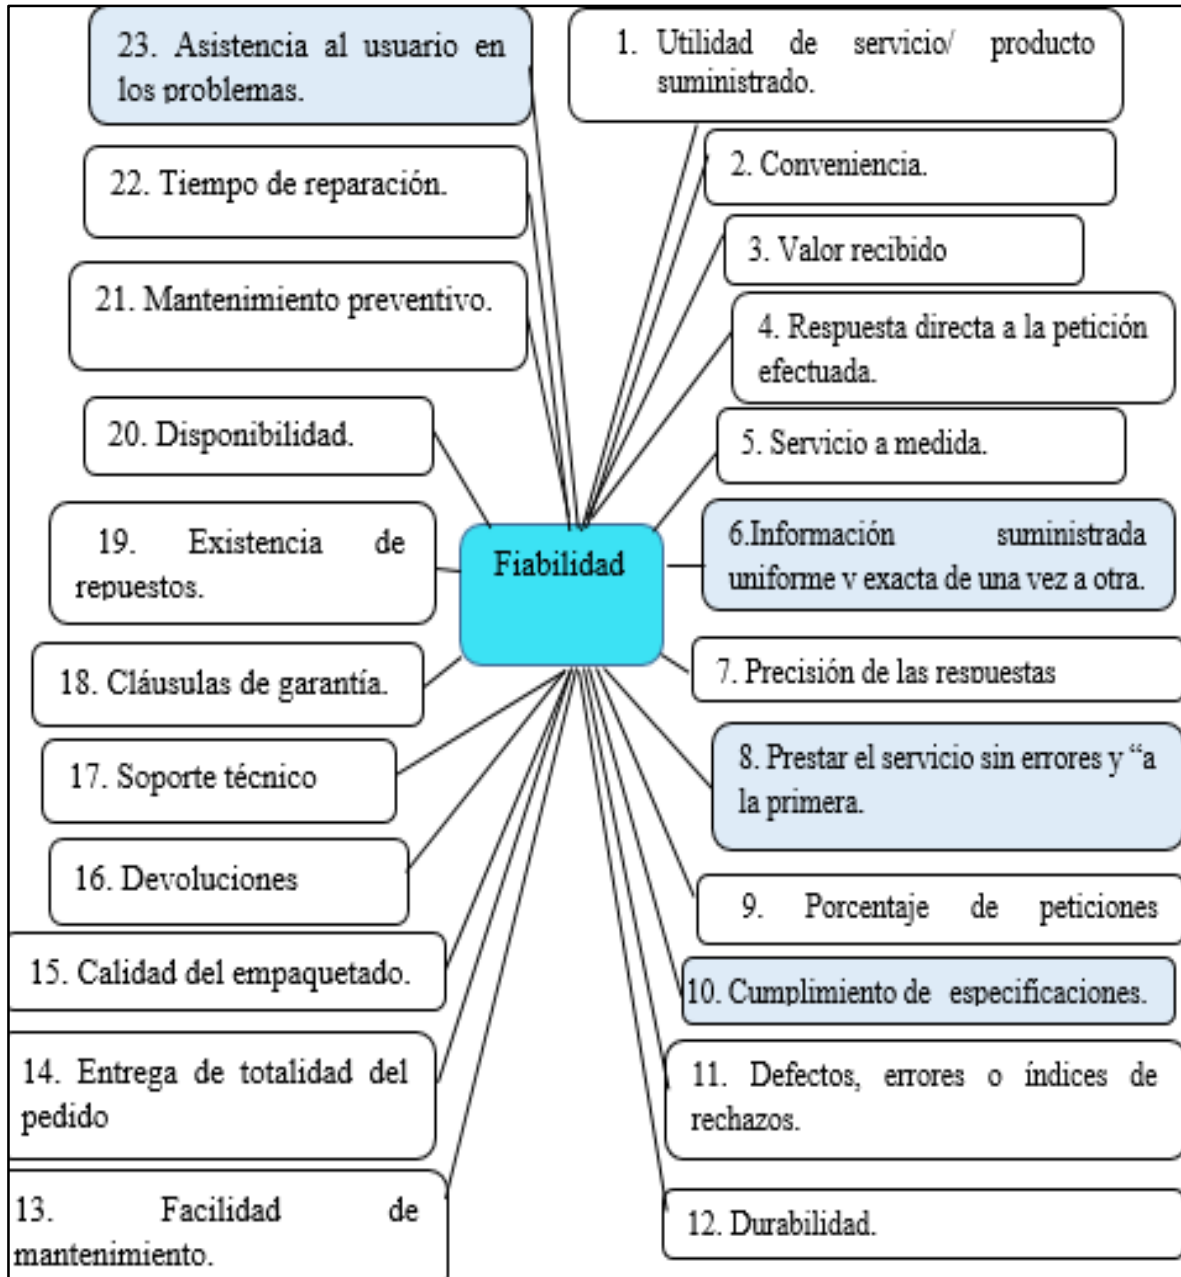 Fiabilidad
1. Utilidad de servicio/ producto
suministrado.
2. Conveniencia.
3. Valor recibido
4. Respuesta directa a la petición
efectuada.
5. Servicio a medida.
6.Información suministrada
uniforme y exacta de una vez a otra.
7. Precisión de las respuestas
8. Prestar el servicio sin errores y “a
la primera.
9. Porcentaje de peticiones
10. Cumplimiento de especificaciones.
11. Defectos, errores o índices de
rechazos.
12. Durabilidad.
13. Facilidad de
mantenimiento.
14. Entrega de totalidad del
pedido
15. Calidad del empaquetado.
16. Devoluciones
17. Soporte técnico
18. Cláusulas de garantía.
19. Existencia de
repuestos.
20. Disponibilidad.
21. Mantenimiento preventivo.
22. Tiempo de reparación.
23. Asistencia al usuario en
los problemas.